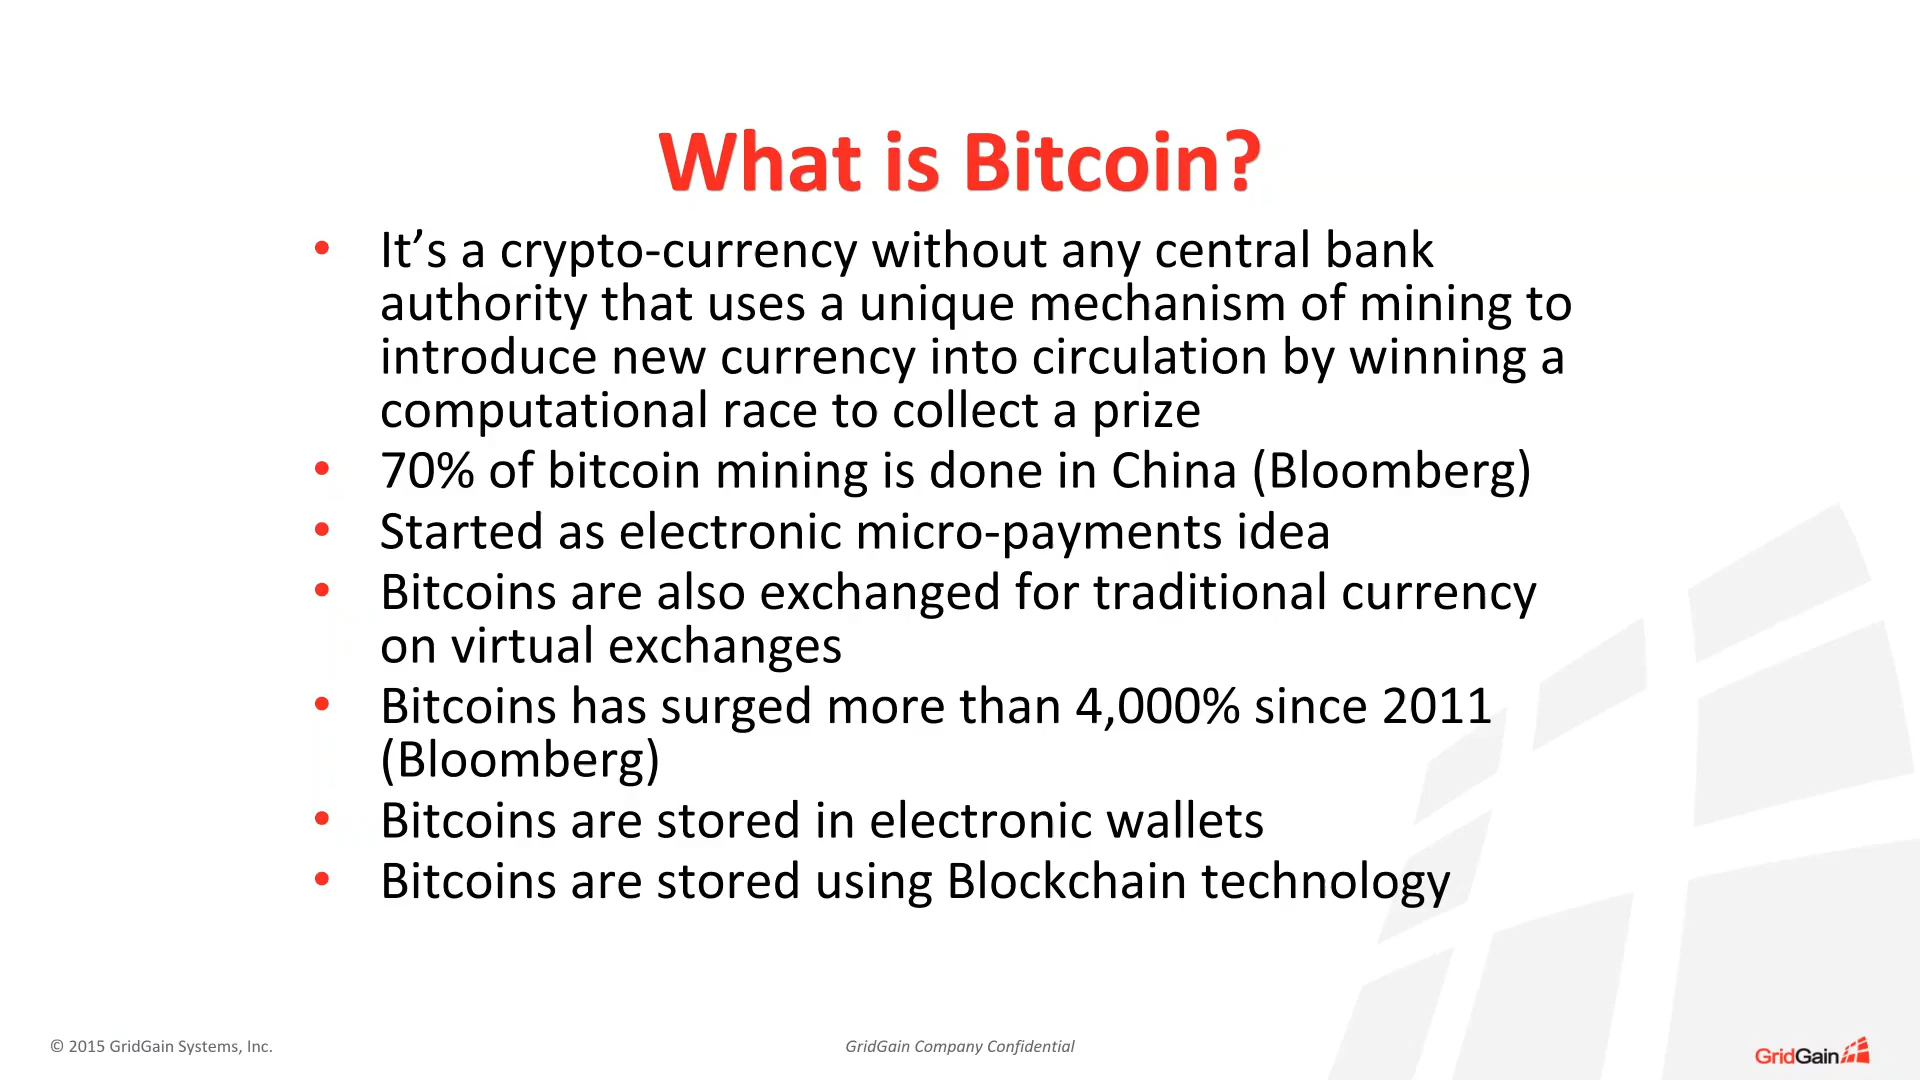 What is Bitcoin?
• It’s a crypto-currency without any central bank
authority that uses a unique mechanism of mining to
introduce new currency into circulation by winning a
computational race to collect a prize
• 70% of bitcoin mining is done in China (Bloomberg)
• Started as electronic micro-payments idea
• Bitcoins are also exchanged for traditional currency
on virtual exchanges
• Bitcoins has surged more than 4,000% since 2011
(Bloomberg)
• Bitcoins are stored in electronic wallets
• Bitcoins are stored using Blockchain technology
© 2015 GridGain Systems, Inc.
GridGain Company Confidential
GridGain